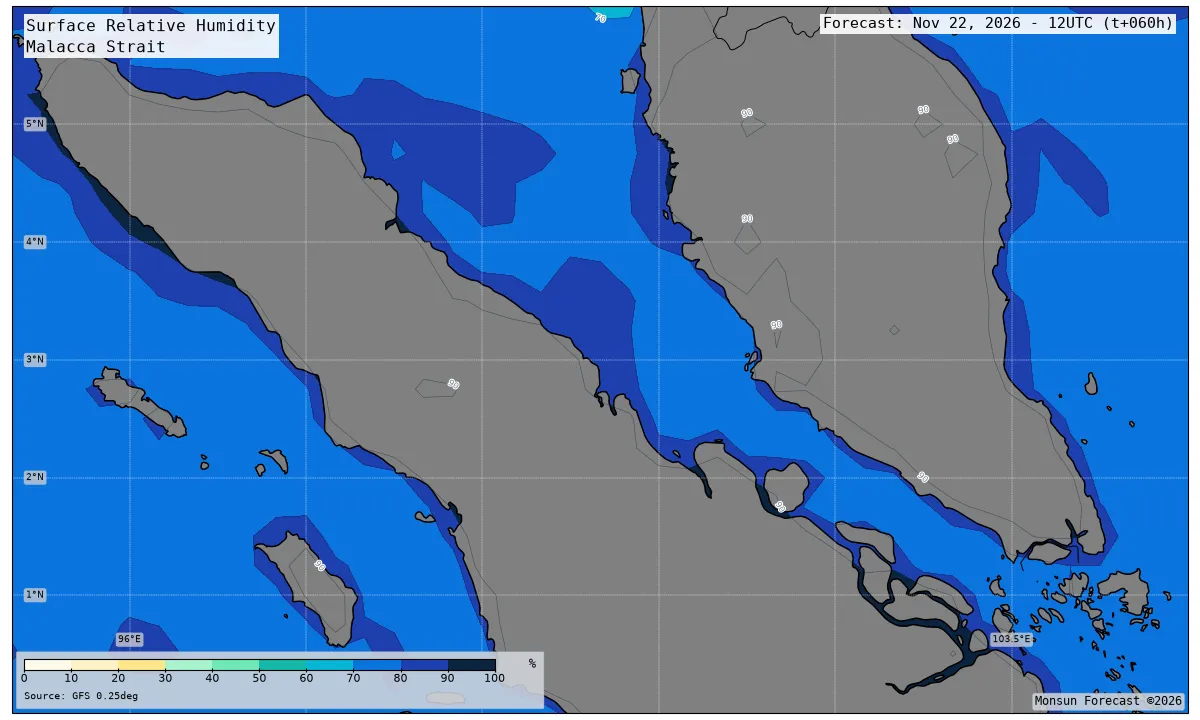 Surface Relative Humidity
Malacca Strait
Forecast: Nov 22, 2026 - 12UTC (t+060h)
70
90
90
90
5°N
90
4°N
90
3°N
90
2°N
90
90
90
1°N
96°E
103.5°E
%
0 10 20 30 40 50 60 70 80 90 100
Source: GFS 0.25deg
Monsun Forecast ©2026